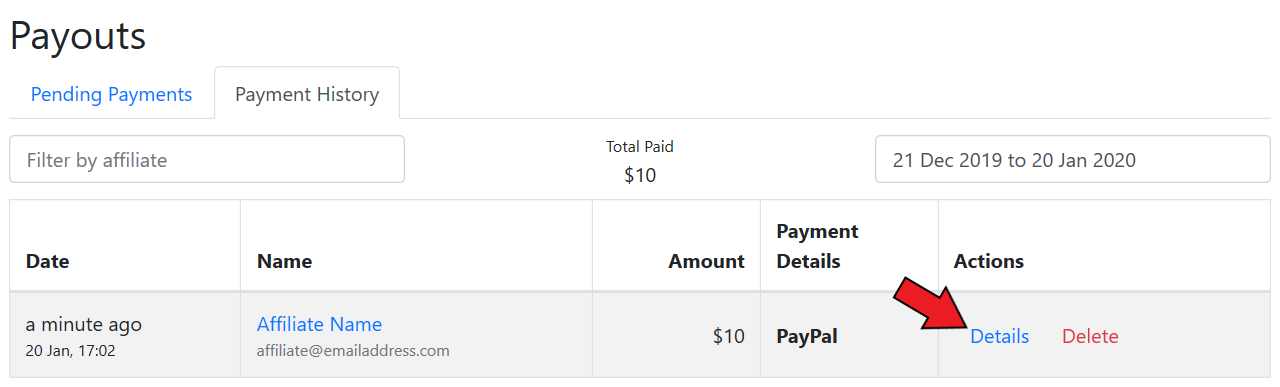 Payouts
Pending Payments
Payment History
Filter by affiliate
Total Paid
$10
21 Dec 2019 to 20 Jan 2020
Date
Name
Amount
Payment
Details
Actions
a minute ago
20 Jan, 17:02
Affiliate Name
affiliate@emailaddress.com
$10
PayPal
Details
Delete